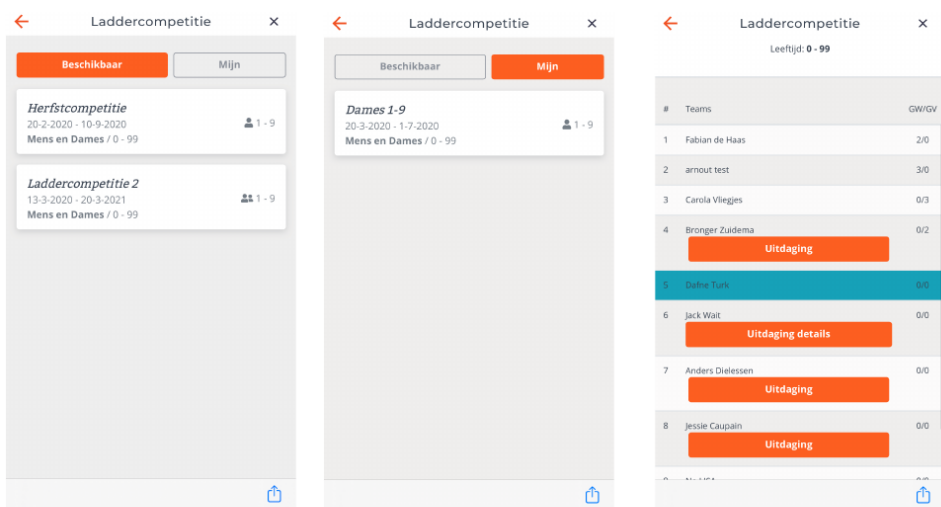 Laddercompetitie
Beschikbaar
Mijn
Herfstcompetitie
20-2-2020 - 10-9-2020
1 - 9
Mens en Dames / 0 - 99
Laddercompetitie 2
13-3-2020 - 20-3-2021
1 - 9
Mens en Dames / 0 - 99
Laddercompetitie
Beschikbaar
Mijn
Dames 1-9
20-3-2020 - 1-7-2020
1 - 9
Mens en Dames / 0 - 99
Laddercompetitie
Leeftijd: 0 - 99
# Teams GW/GV
1 Fabian de Haas 2/0
2 arnout test 3/0
3 Carola Vliegjes 0/3
4 Bronger Zuidema 0/2
Uitdaging
5 Dafne Turk 0/0
6 Jack Wait 0/0
Uitdaging details
7 Anders Dielessen 0/0
Uitdaging
8 Jessie Caupain 0/0
Uitdaging